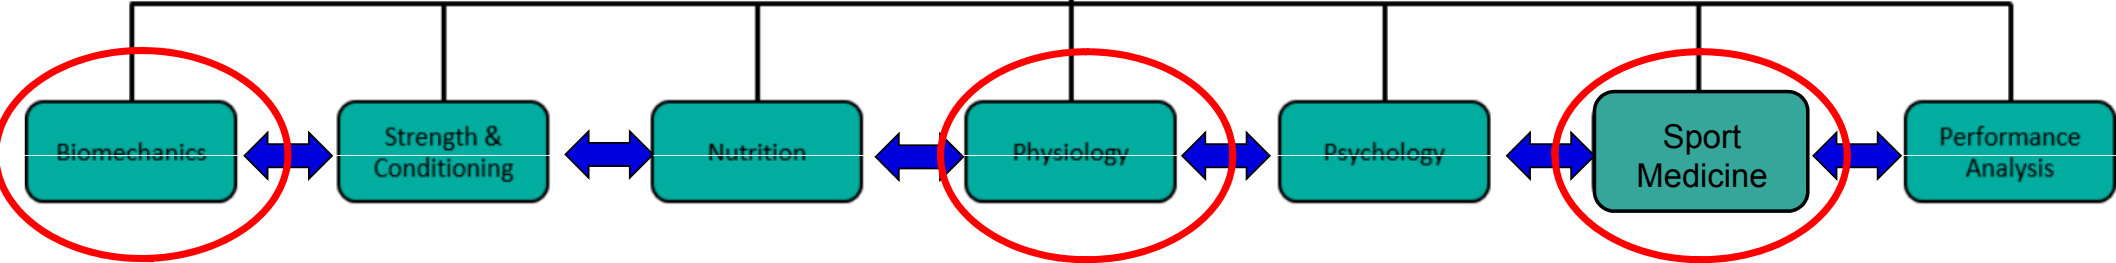 Biomechanics
Strength &
Conditioning
Nutrition
Physiology
Psychology
Sport
Medicine
Performance
Analysis